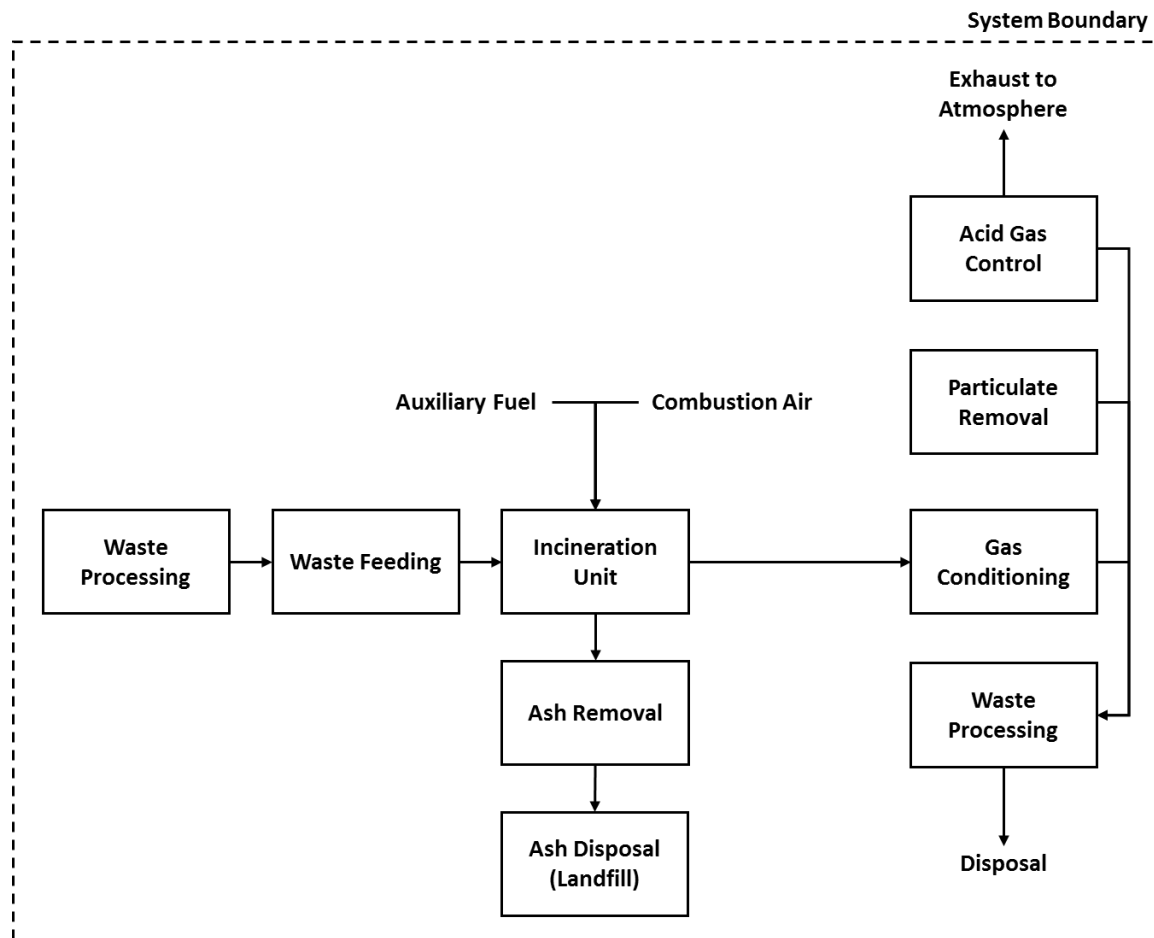 System Boundary
Exhaust to
Atmosphere
Acid Gas
Control
Particulate
Removal
Auxiliary Fuel
Combustion Air
Waste
Processing
Waste Feeding
Incineration
Unit
Gas
Conditioning
Ash Removal
Waste
Processing
Ash Disposal
(Landfill)
Disposal